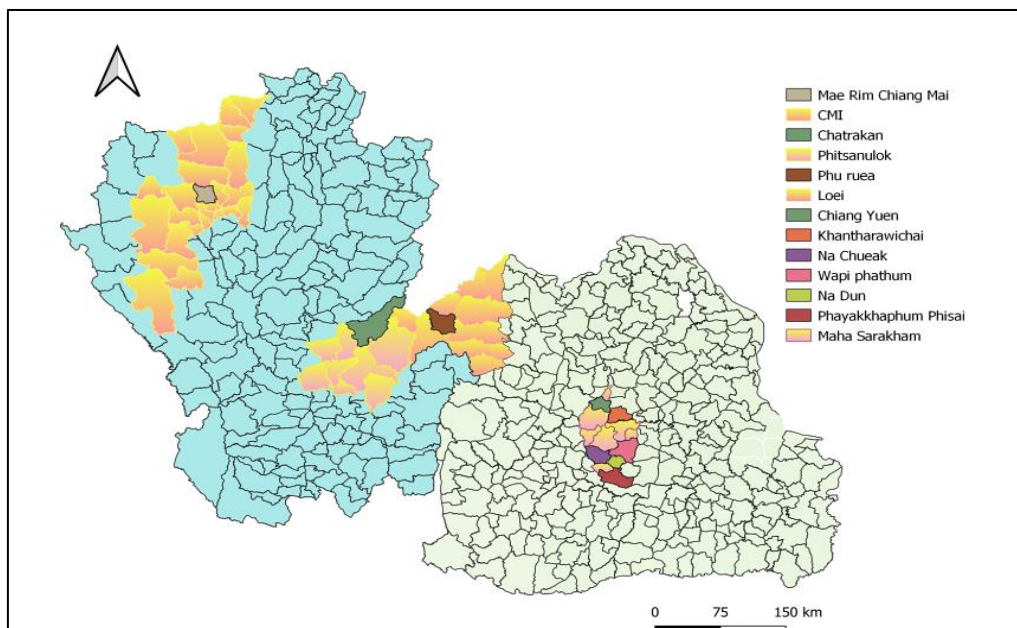 Mae Rim Chiang Mai
CMI
Chatrakan
Phitsanulok
Phu ruea
Loei
Chiang Yuen
Khantharawichai
Na Chueak
Wapi phathum
Na Dun
Phayakkhaphum Phisai
Maha Sarakham
0 75 150 km